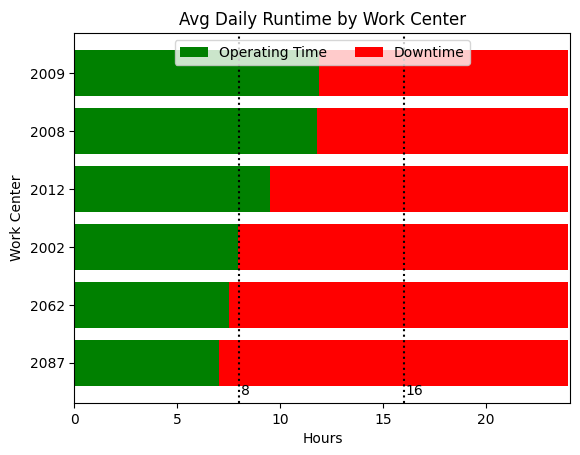 Avg Daily Runtime by Work Center
Operating Time Downtime
2009
2008
2012
2002
2062
2087
Work Center
8 16
0 5 10 15 20
Hours